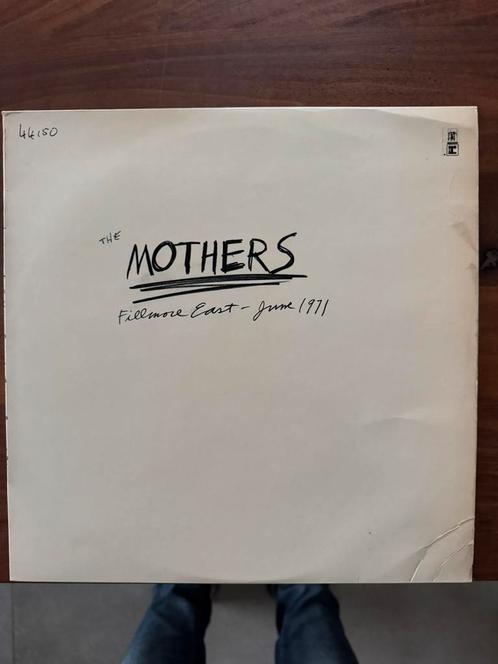 44150
THE
MOTHERS
Fillmore East - June 1971